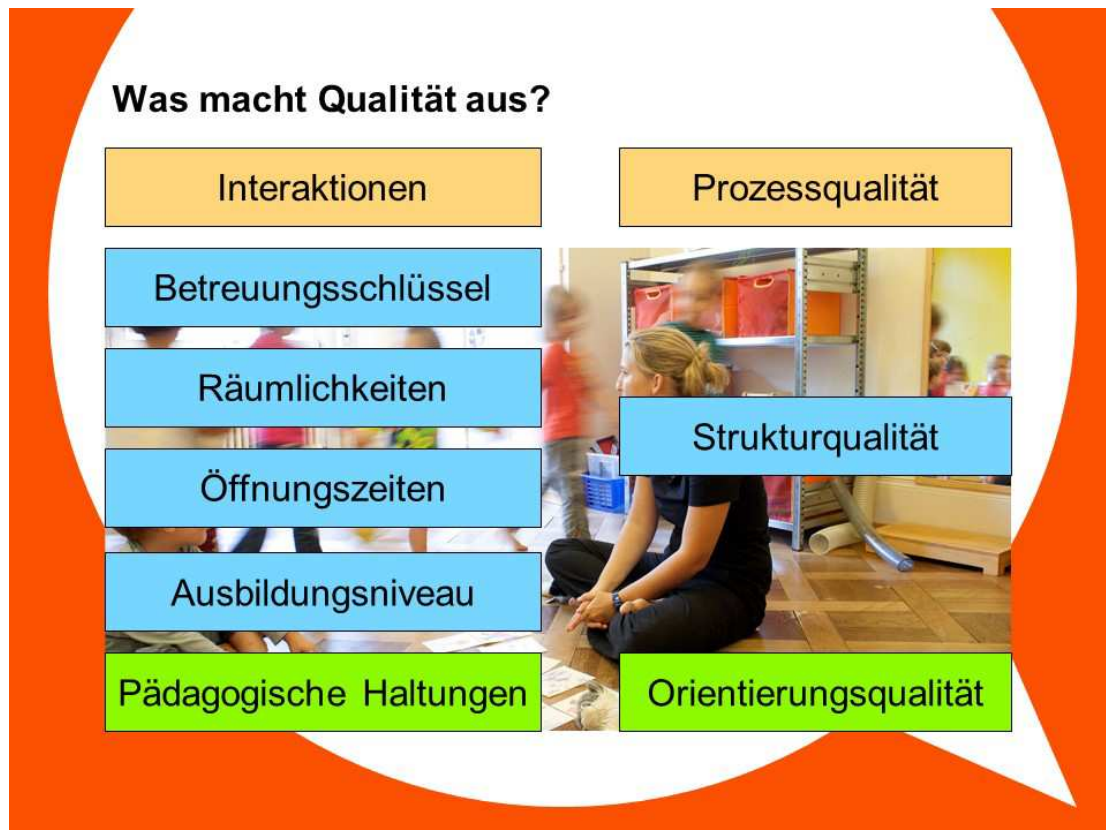 Was macht Qualität aus?
Interaktionen
Prozessqualität
Betreuungsschlüssel
Räumlichkeiten
Strukturqualität
Öffnungszeiten
Ausbildungsniveau
Pädagogische Haltungen
Orientierungsqualität